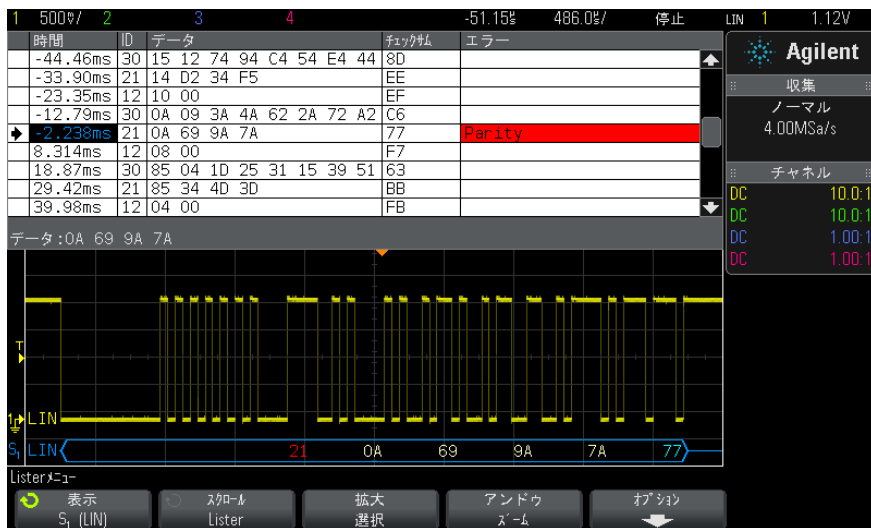 1 500▽/ 2 3 4 -51.15▽ 486.0▽/ 停止 LIN 1 1.12V
時間 ID データ チェックサム エラー
-44.46ms 30 15 12 74 94 C4 54 E4 44 8D
-33.90ms 21 14 D2 34 F5 EE
-23.35ms 12 10 00 EF
-12.79ms 30 0A 09 3A 4A 62 2A 72 A2 C6
-2.238ms 21 0A 69 9A 7A 77 Parity
8.314ms 12 08 00 F7
18.87ms 30 85 04 1D 25 31 15 39 51 63
29.42ms 21 85 34 4D 3D BB
39.98ms 12 04 00 FB
データ:0A 69 9A 7A
Agilent
収集
ノーマル
4.00MSa/s
チャネル
DC 10.0:1
DC 10.0:1
DC 1.00:1
DC 1.00:1
T
1 LIN
S1 LIN 21 0A 69 9A 7A 77
Listerメニュー
表示
S1 (LIN)
スクロール
Lister
拡大
選択
アンドゥ
ズーム
オプション